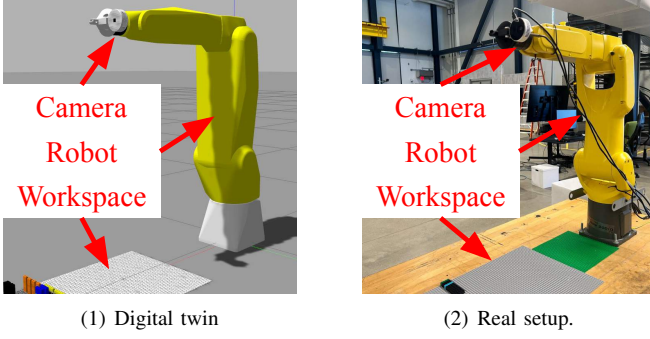 Camera
Robot
Workspace
Camera
Robot
Workspace
(1) Digital twin
(2) Real setup.